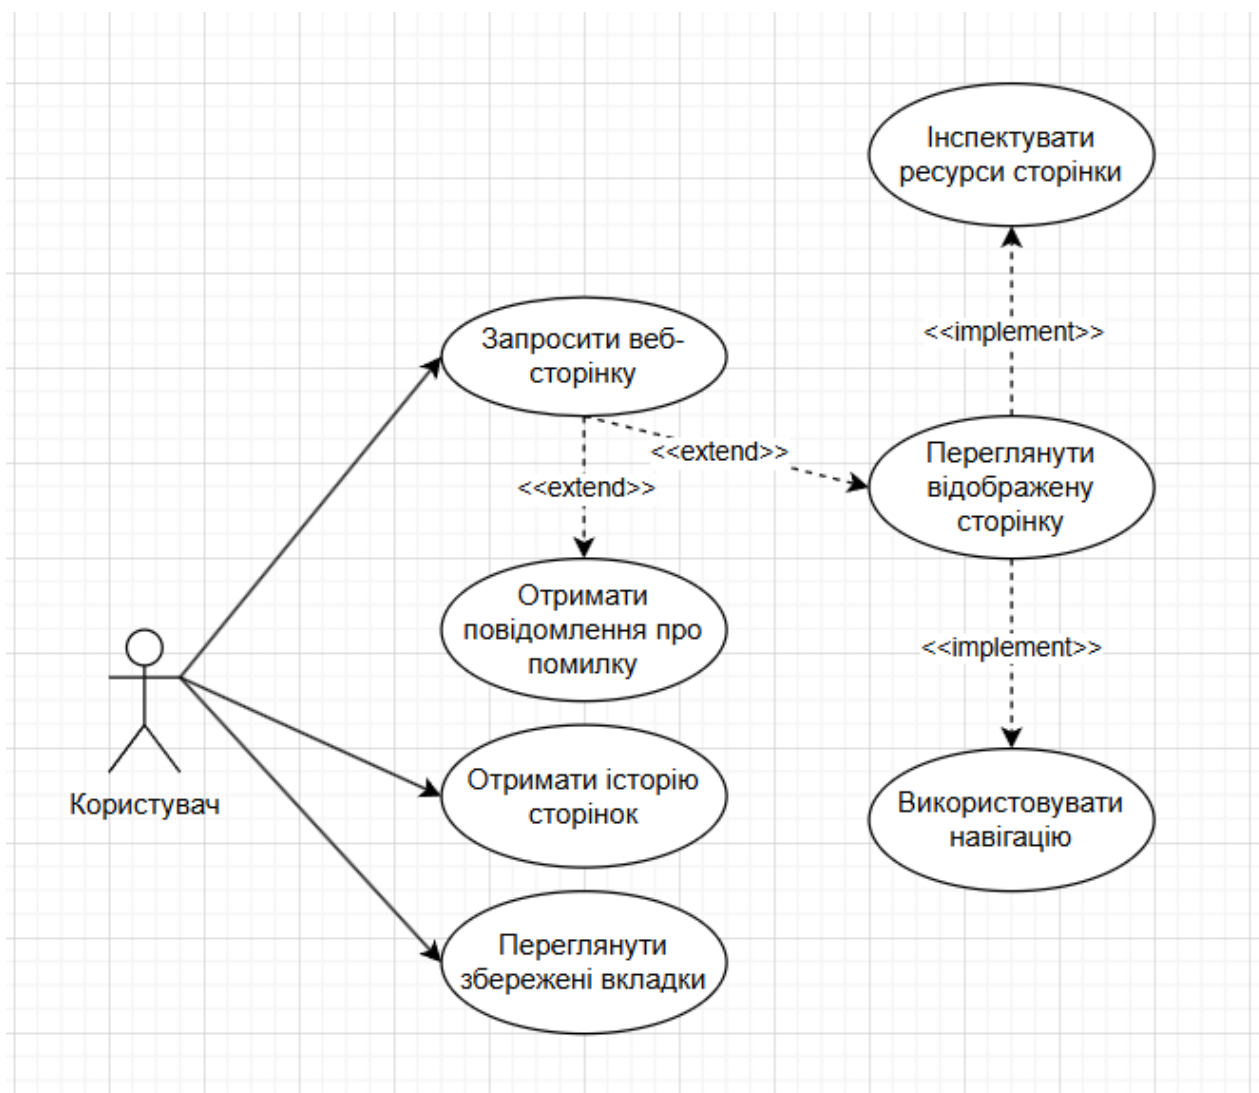 Інспектувати
ресурси сторінки
<<implement>>
Запросити веб-
сторінку
<<extend>>
<<extend>>
Переглянути
відображену
сторінку
Отримати
повідомлення про
помилку
<<implement>>
Користувач
Отримати історію
сторінок
Використовувати
навігацію
Переглянути
збережені вкладки